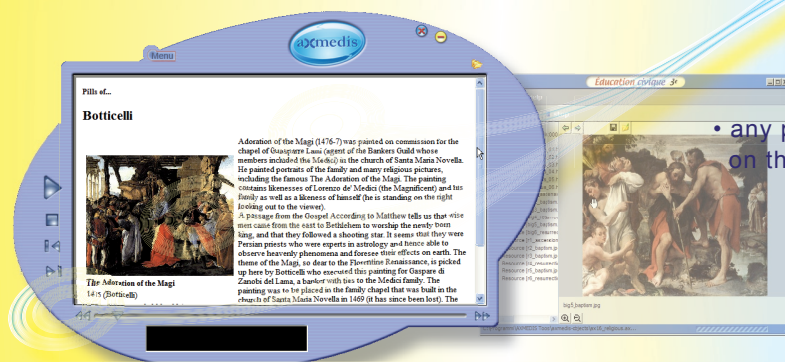 axmedis
Menu
Pills of...
Botticelli
Adoration of the Magi (1476-7) was painted on commission for the
chapel of Guaspare Lami (agent of the Bankers Guild whose
members included the Medici) in the church of Santa Maria Novella.
He painted portraits of the family and many religious pictures,
including the famous The Adoration of the Magi. The painting
contains likenesses of Lorenzo de' Medici (the Magnificent) and his
family as well as a likeness of himself (he is standing on the right
looking out to the viewer).
A passage from the Gospel According to Matthew tells us that wise
men came from the east to Bethlehem to worship the newly born
king, and that they followed a shooting star. It seems that they were
Persian priests who were experts in astrology and hence able to
observe heavenly phenomena and foresee their effects on earth. The
theme of the Magi, so dear to the Florentine Renaissance, is picked
up here by Botticelli who executed this painting for Gaspare di
Zanobi del Lama, a banker with ties to the Medici family. The
painting was to be placed in the family chapel that was built in the
church of Santa Maria Novella in 1469 (it has since been lost). The
The Adoration of the Magi
1475 (Botticelli)
Education civique 3e
• any p
on th
big5_baptism.jpg